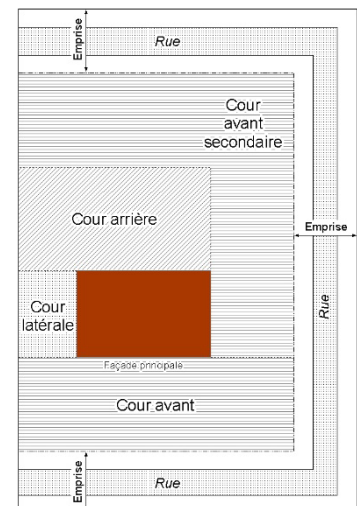 Emprise
Rue
Cour
avant
secondaire
Cour arrière
Emprise
Rue
Cour
latérale
Façade principale
Cour avant
Emprise
Rue